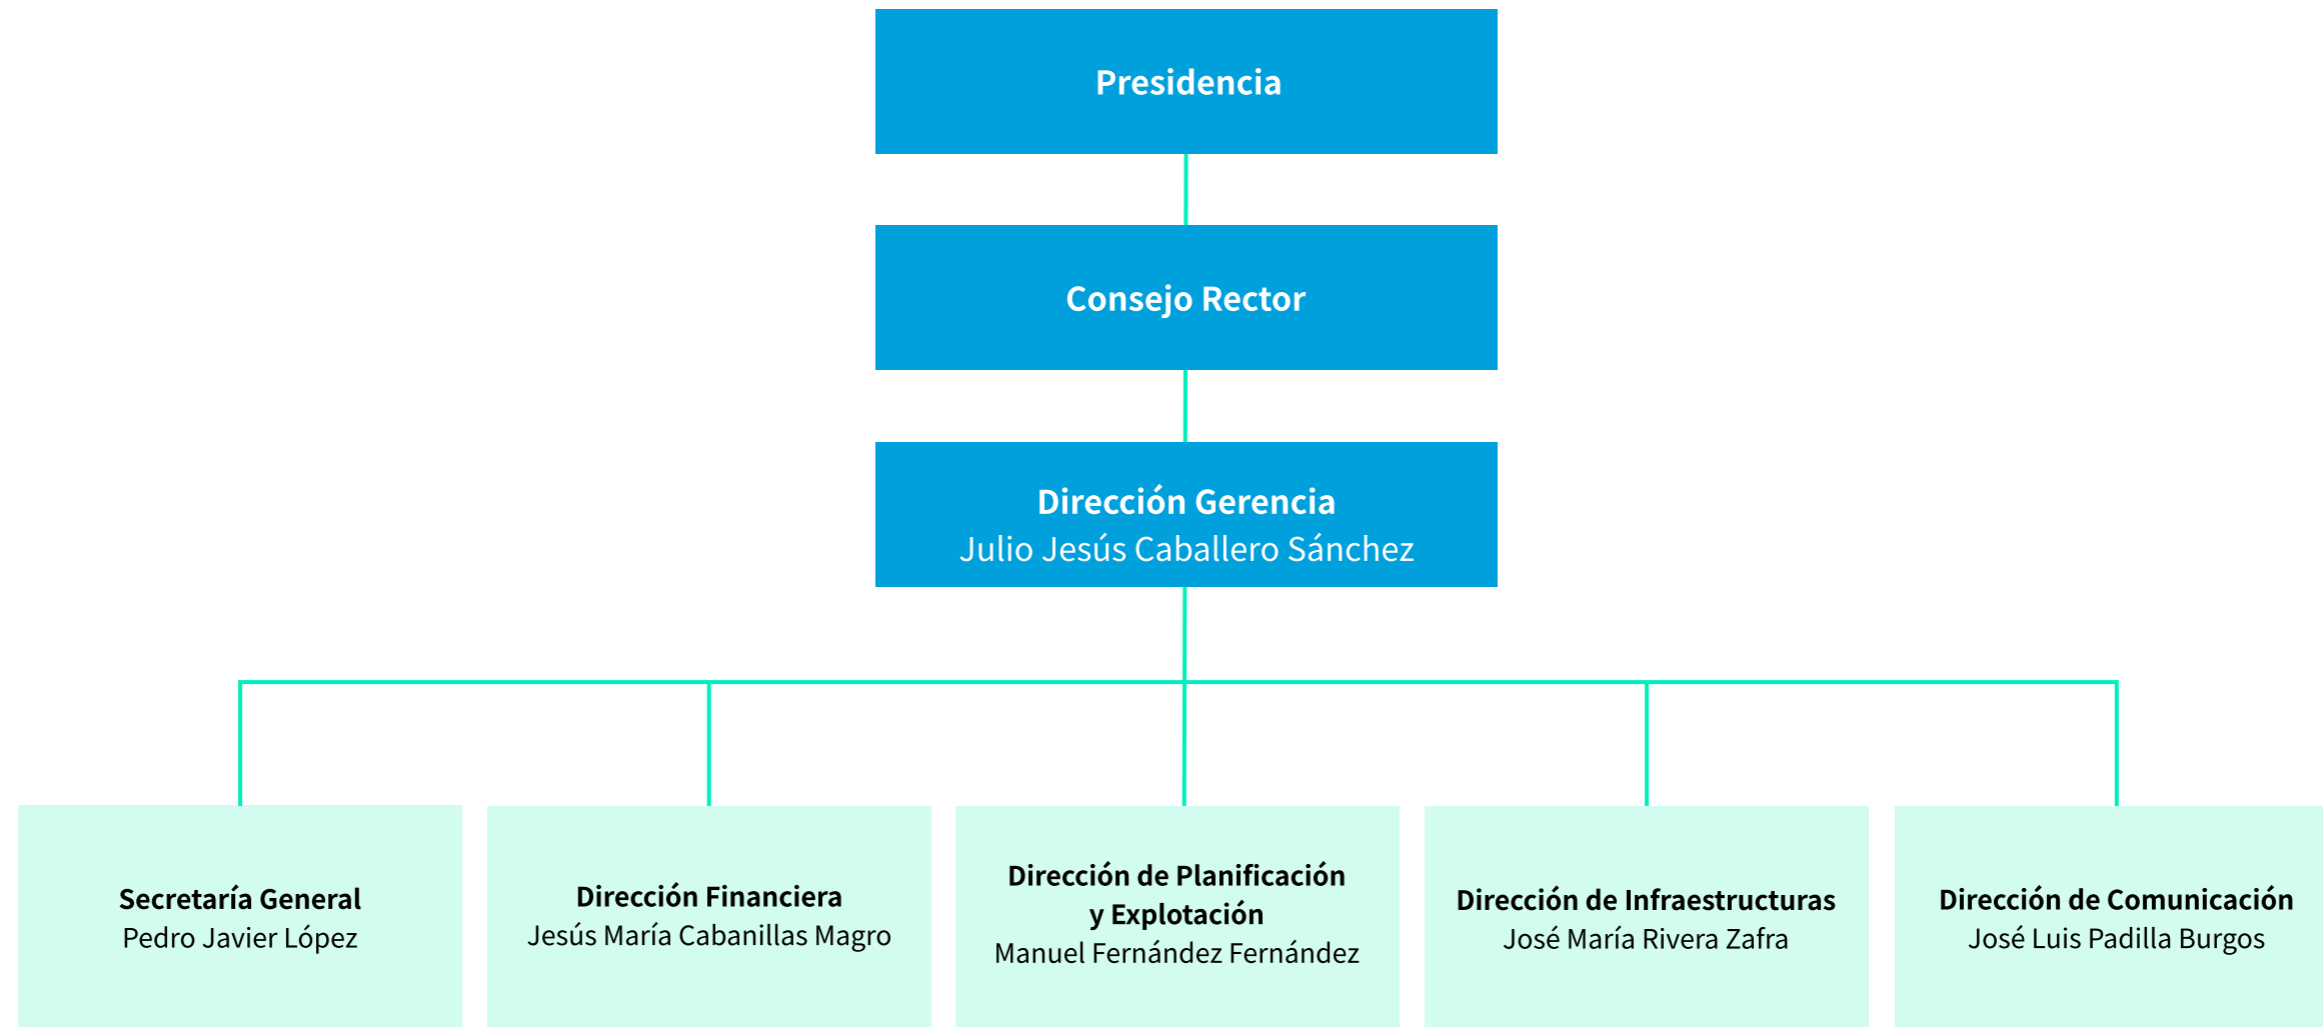 Presidencia
Consejo Rector
Dirección Gerencia
Julio Jesús Caballero Sánchez
Secretaría General
Pedro Javier López
Dirección Financiera
Jesús María Cabanillas Magro
Dirección de Planificación
y Explotación
Manuel Fernández Fernández
Dirección de Infraestructuras
José María Rivera Zafra
Dirección de Comunicación
José Luis Padilla Burgos